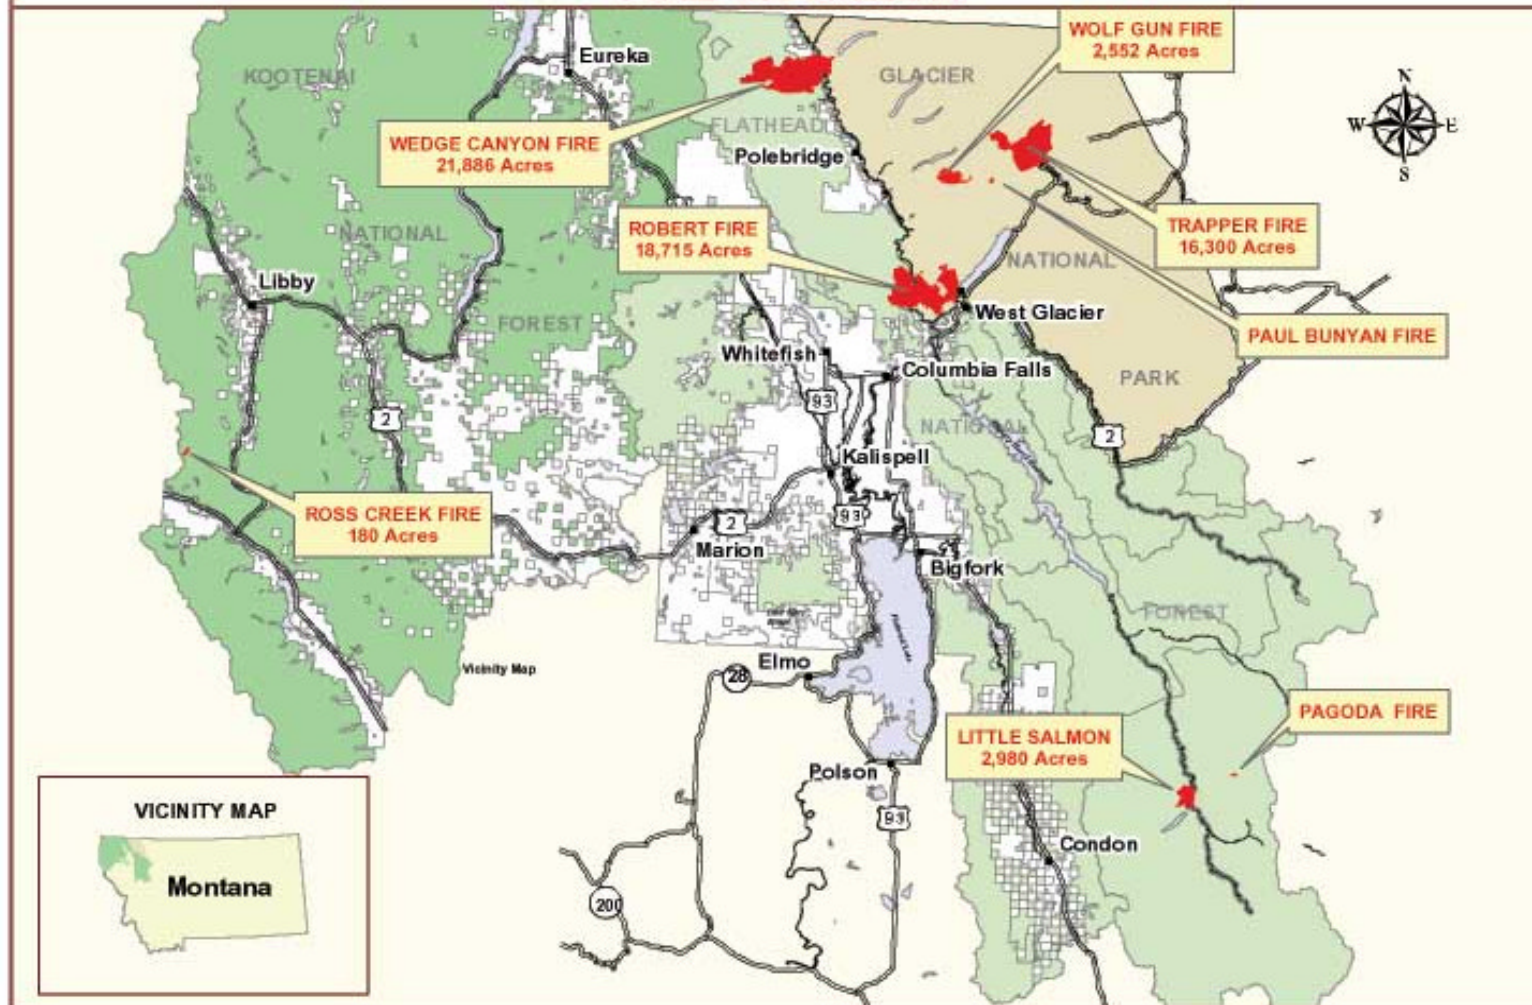 WOLF GUN FIRE
2,552 Acres
Eureka
KOOTENAI
GLACIER
N
W
E
S
WEDGE CANYON FIRE
21,886 Acres
FLATHEAD
Polebridge
ROBERT FIRE
18,715 Acres
TRAPPER FIRE
16,300 Acres
NATIONAL
NATIONAL
Libby
FOREST
West Glacier
PAUL BUNYAN FIRE
Whitefish
Columbia Falls
PARK
93
2
NATIONAL
2
Kalispell
ROSS CREEK FIRE
180 Acres
2
93
Marion
Bigfork
FOREST
Flathead Lake
Elmo
Vicinity Map
28
PAGODA FIRE
LITTLE SALMON
2,980 Acres
Polson
VICINITY MAP
93
Condon
Montana
200